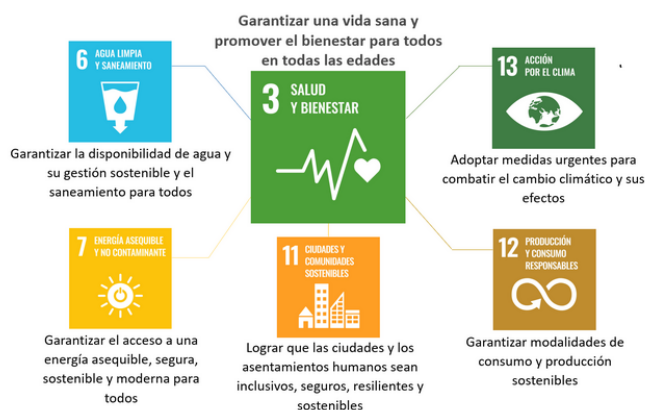 Garantizar una vida sana y
promover el bienestar para todos
en todas las edades
6 AGUA LIMPIA
Y SANEAMIENTO
Garantizar la disponibilidad de agua y
su gestión sostenible y el
saneamiento para todos
3 SALUD
Y BIENESTAR
13 ACCIÓN
POR EL CLIMA
Adoptar medidas urgentes para
combatir el cambio climático y sus
efectos
7 ENERGÍA ASEQUIBLE
Y NO CONTAMINANTE
Garantizar el acceso a una
energía asequible, segura,
sostenible y moderna para
todos
11 CIUDADES Y
COMUNIDADES
SOSTENIBLES
Lograr que las ciudades y los
asentamientos humanos sean
inclusivos, seguros, resilientes y
sostenibles
12 PRODUCCIÓN
Y CONSUMO
RESPONSABLES
Garantizar modalidades de
consumo y producción
sostenibles